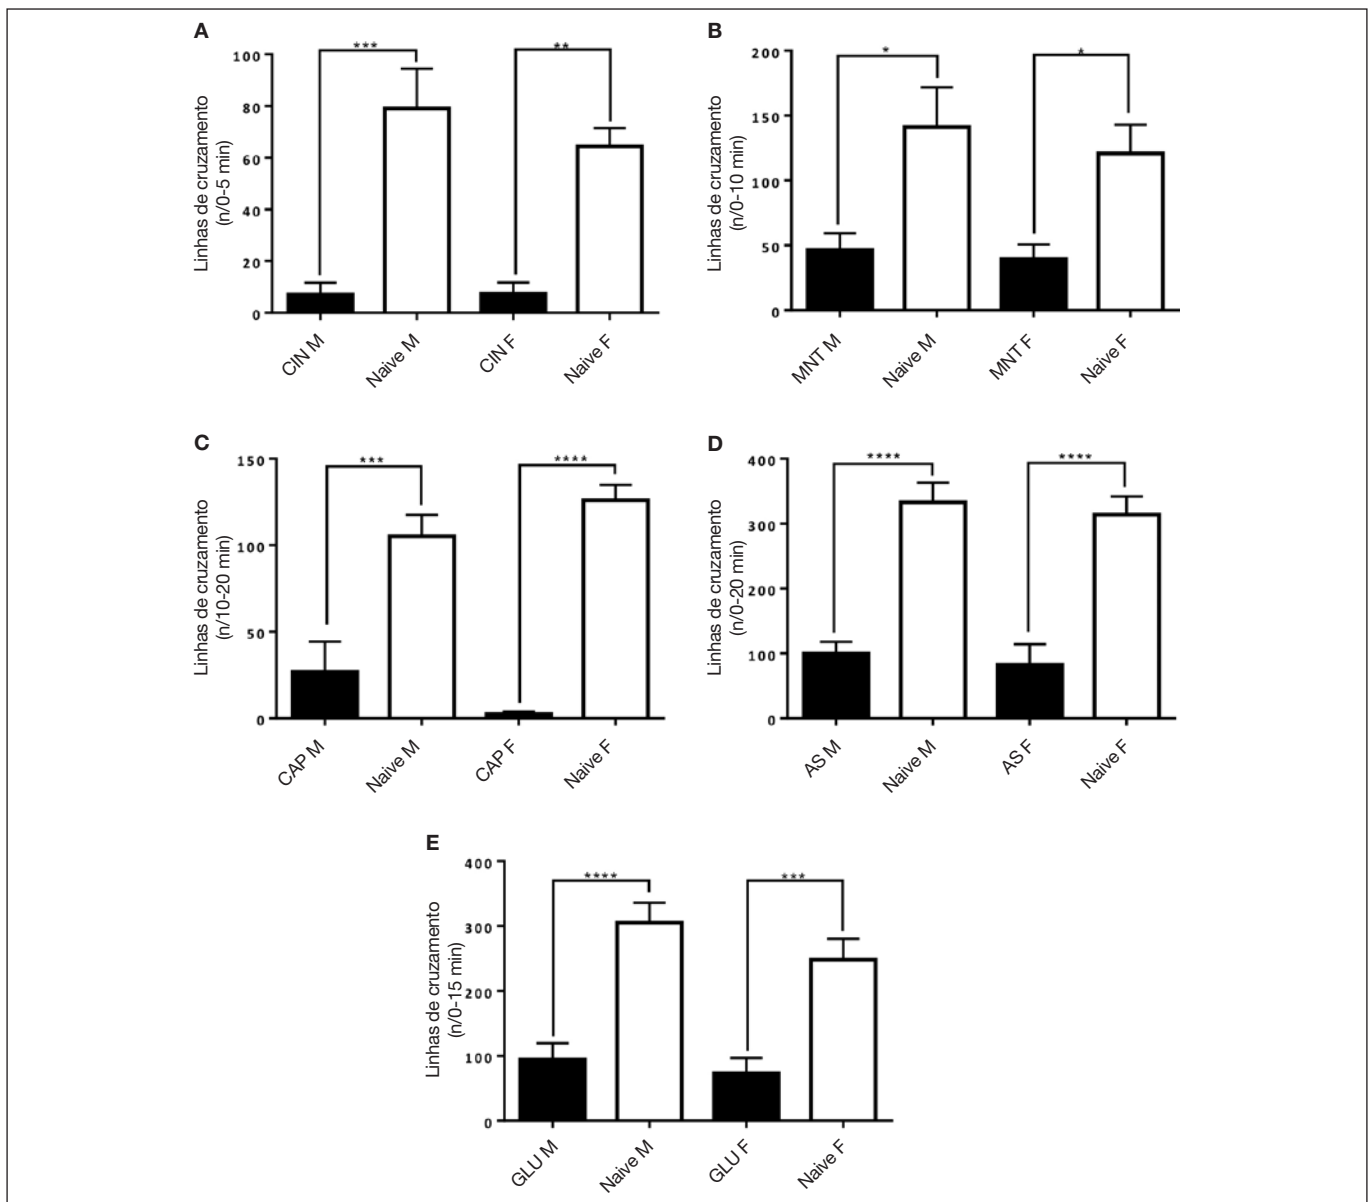 A
Linhas de cruzamento
(n/0-5 min)
100
80
60
40
20
0
***
**
CIN M
Naive M
CIN F
Naive F
B
Linhas de cruzamento
(n/0-10 min)
200
150
100
50
0
*
*
MNT M
Naive M
MNT F
Naive F
C
Linhas de cruzamento
(n/10-20 min)
150
100
50
0
***
****
CAP M
Naive M
CAP F
Naive F
D
Linhas de cruzamento
(n/0-20 min)
400
300
200
100
0
****
****
AS M
Naive M
AS F
Naive F
E
Linhas de cruzamento
(n/0-15 min)
400
300
200
100
0
****
***
GLU M
Naive M
GLU F
Naive F